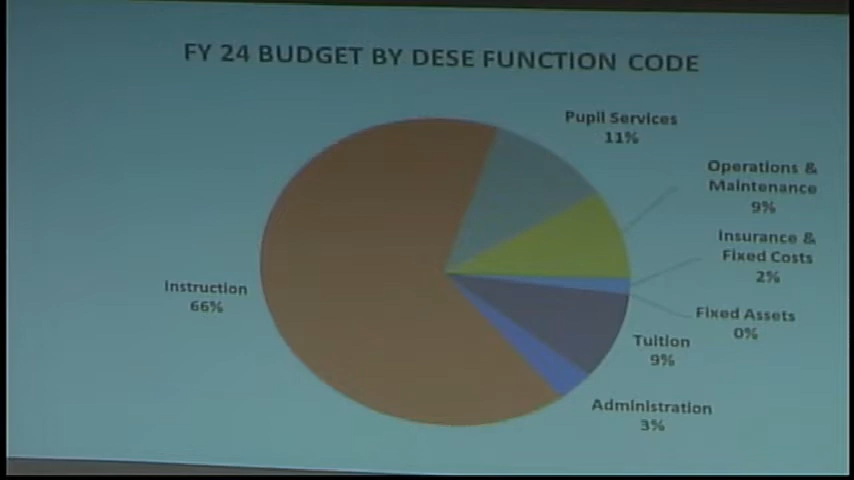 FY 24 BUDGET BY DESE FUNCTION CODE
Pupil Services
11%
Operations &
Maintenance
9%
Insurance &
Fixed Costs
2%
Instruction
66%
Fixed Assets
0%
Tuition
9%
Administration
3%